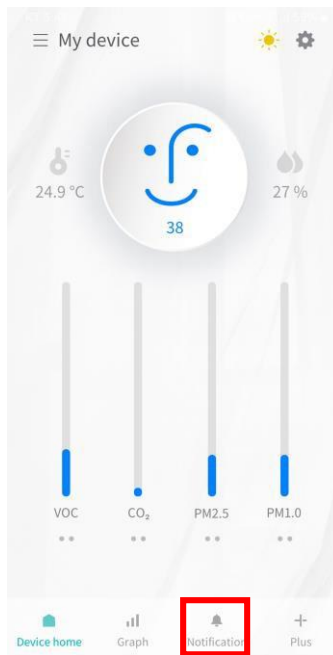 My device
24.9 °C
27 %
38
VOC
CO₂
PM2.5
PM1.0
Device home
Graph
Notification
Plus